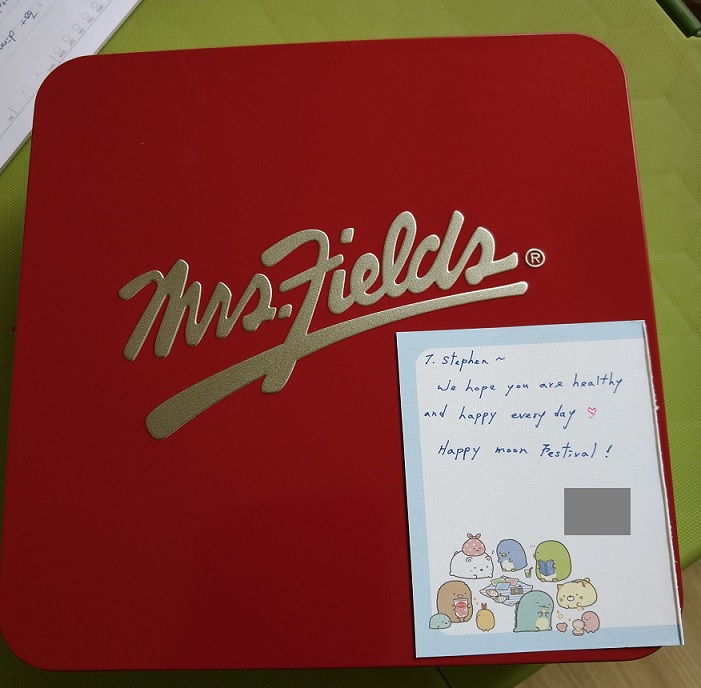 Mrs. Fields®
T. Stephen ~
We hope you are healthy
and happy every day ♡
Happy moon Festival !